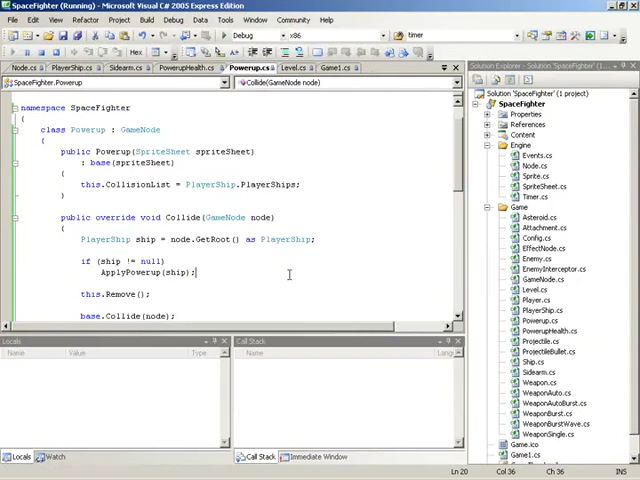 SpaceFighter (Running) - Microsoft Visual C# 2005 Express Edition
File Edit View Refactor Project Build Debug Data Tools Window Community Help
Debug x86 timer
Hex
Node.cs PlayerShip.cs Sidearm.cs PowerupHealth.cs Powerup.cs Level.cs Game1.cs
SpaceFighter.Powerup Collide(GameNode node)
namespace SpaceFighter
{
class Powerup : GameNode
{
public Powerup(SpriteSheet spriteSheet)
: base(spriteSheet)
{
this.CollisionList = PlayerShip.PlayerShips;
}
public override void Collide(GameNode node)
{
PlayerShip ship = node.GetRoot() as PlayerShip;
if (ship != null)
ApplyPowerup(ship);
this.Remove();
base.Collide(node);
Locals
Name Value Type
Locals Watch
Call Stack
Name Lang
Call Stack Immediate Window
Solution Explorer - Solution 'SpaceFi...
Solution 'SpaceFighter' (1 project)
SpaceFighter
Properties
References
Content
Engine
Events.cs
Node.cs
Sprite.cs
SpriteSheet.cs
Timer.cs
Game
Asteroid.cs
Attachment.cs
Config.cs
EffectNode.cs
Enemy.cs
EnemyInterceptor.cs
GameNode.cs
Level.cs
Player.cs
PlayerShip.cs
Powerup.cs
PowerupHealth.cs
Projectile.cs
ProjectileBullet.cs
Ship.cs
Sidearm.cs
Weapon.cs
WeaponAuto.cs
WeaponAutoBurst.cs
WeaponBurst.cs
WeaponBurstWave.cs
WeaponSingle.cs
Game.ico
Game1.cs
Ln 20 Col 36 Ch 36 INS